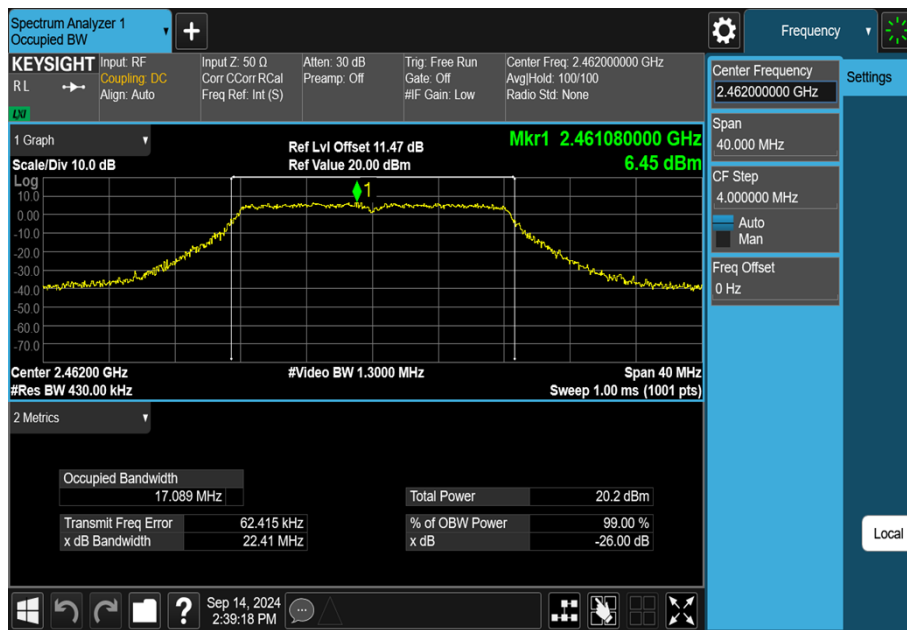 Spectrum Analyzer 1
Occupied BW
Frequency
KEYSIGHT
RL
LXI
Input: RF
Coupling: DC
Align: Auto
Input Z: 50 Ω
Corr CCorr RCal
Freq Ref: Int (S)
Atten: 30 dB
Preamp: Off
Trig: Free Run
Gate: Off
#IF Gain: Low
Center Freq: 2.462000000 GHz
Avg|Hold: 100/100
Radio Std: None
Center Frequency
2.462000000 GHz
Settings
Span
40.000 MHz
CF Step
4.000000 MHz
Auto
Man
Freq Offset
0 Hz
Local
1 Graph
Scale/Div 10.0 dB
Ref Lvl Offset 11.47 dB
Ref Value 20.00 dBm
Mkr1 2.461080000 GHz
6.45 dBm
Log
10.0
0.00
-10.0
-20.0
-30.0
-40.0
-50.0
-60.0
-70.0
1
Center 2.46200 GHz
#Video BW 1.3000 MHz
Span 40 MHz
#Res BW 430.00 kHz
Sweep 1.00 ms (1001 pts)
2 Metrics
Occupied Bandwidth
17.089 MHz
Total Power 20.2 dBm
Transmit Freq Error 62.415 kHz
% of OBW Power 99.00 %
x dB Bandwidth 22.41 MHz
x dB -26.00 dB
Sep 14, 2024
2:39:18 PM